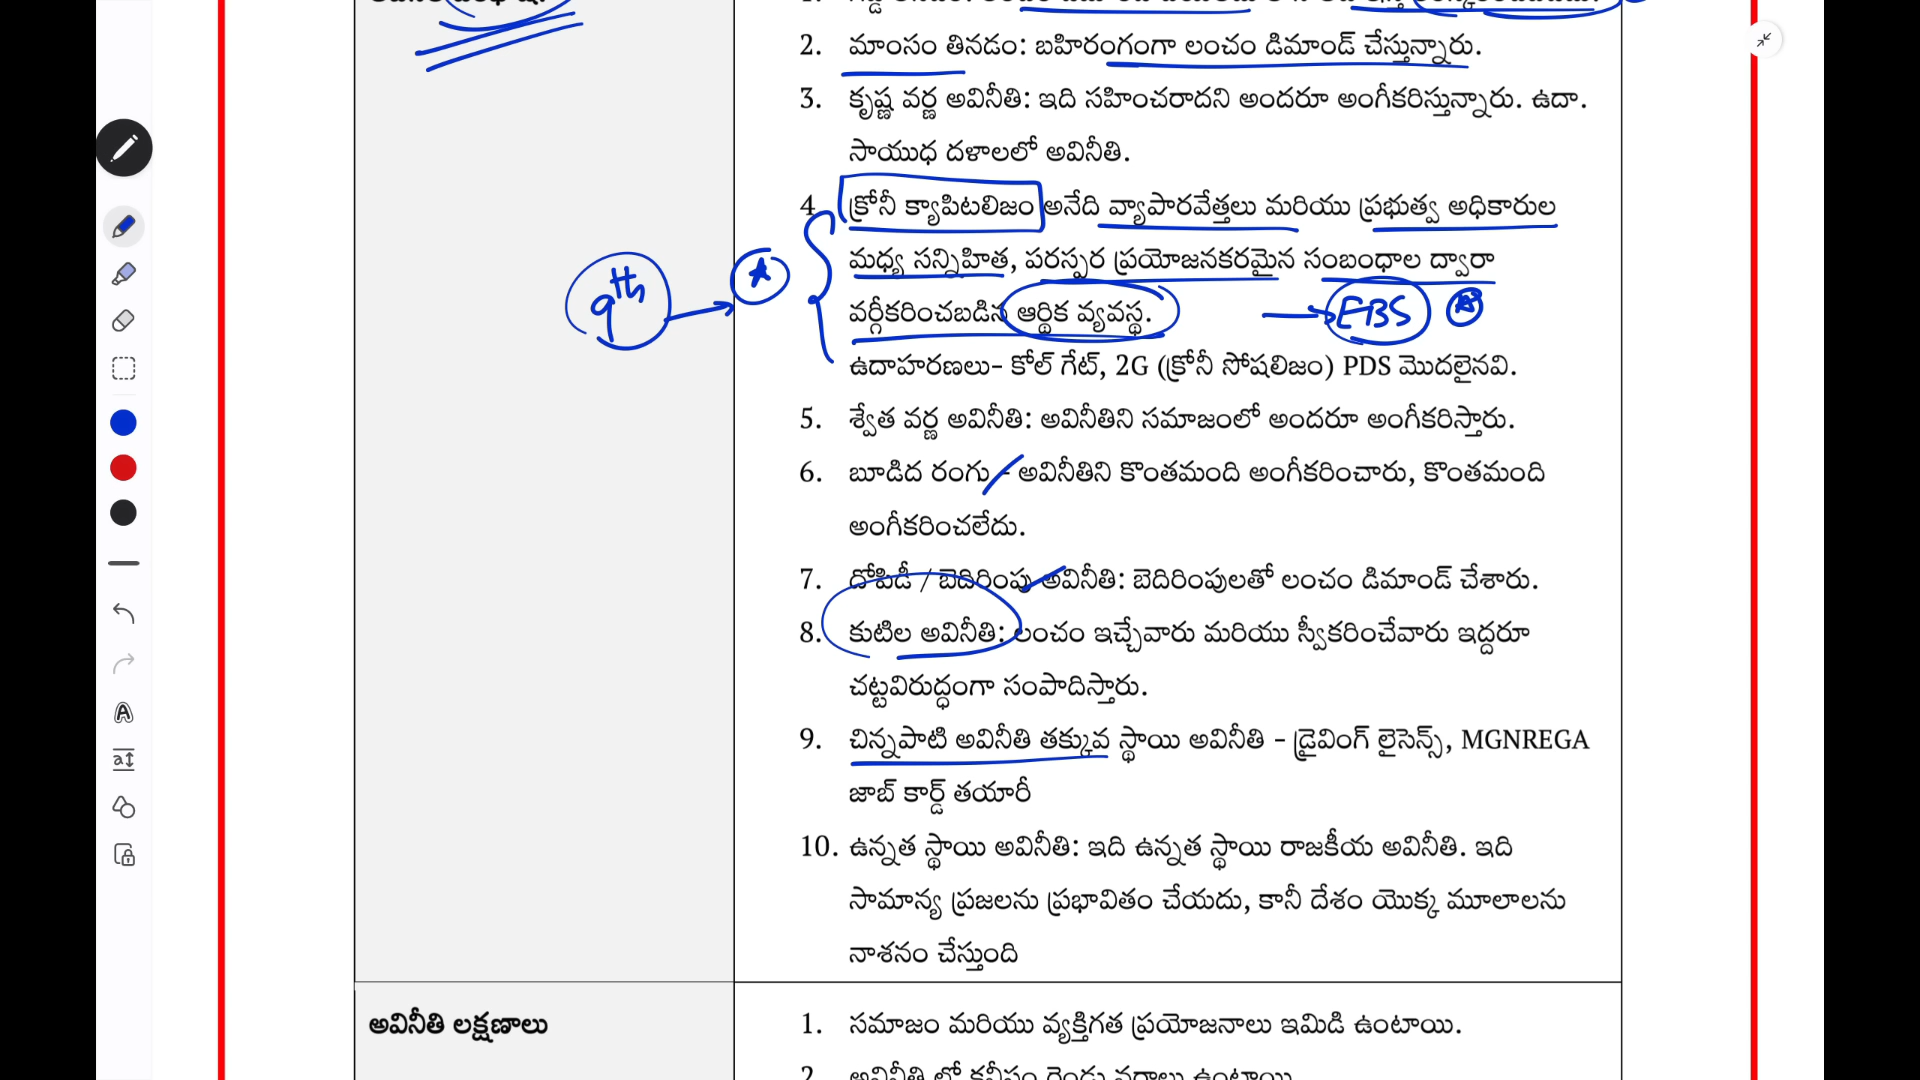 2. మాంసం తినడం: బహిరంగంగా లంచం డిమాండ్ చేస్తున్నారు.
3. కృష్ణ వర్ణ అవినీతి: ఇది సహించరాదని అందరూ అంగీకరిస్తున్నారు. ఉదా.
సాయుధ దళాలలో అవినీతి.
4 క్రోనీ క్యాపిటలిజం అనేది వ్యాపారవేత్తలు మరియు ప్రభుత్వ అధికారుల
మధ్య సన్నిహిత, పరస్పర ప్రయోజనకరమైన సంబంధాల ద్వారా
9th
వర్గీకరించబడిన ఆర్థిక వ్యవస్థ. EBS
ఉదాహరణలు- కోల్ గేట్, 2G (క్రోనీ సోషలిజం) PDS మొదలైనవి.
5. శ్వేత వర్ణ అవినీతి: అవినీతిని సమాజంలో అందరూ అంగీకరిస్తారు.
6. బూడిద రంగు - అవినీతిని కొంతమంది అంగీకరించారు, కొంతమంది
అంగీకరించలేదు.
7. దోపిడీ / బెదిరింపు అవినీతి: బెదిరింపులతో లంచం డిమాండ్ చేశారు.
8. కుటిల అవినీతి: లంచం ఇచ్చేవారు మరియు స్వీకరించేవారు ఇద్దరూ
చట్టవిరుద్ధంగా సంపాదిస్తారు.
9. చిన్నపాటి అవినీతి తక్కువ స్థాయి అవినీతి - డ్రైవింగ్ లైసెన్స్, MGNREGA
జాబ్ కార్డ్ తయారీ
10. ఉన్నత స్థాయి అవినీతి: ఇది ఉన్నత స్థాయి రాజకీయ అవినీతి. ఇది
సామాన్య ప్రజలను ప్రభావితం చేయదు, కానీ దేశం యొక్క మూలాలను
నాశనం చేస్తుంది
అవినీతి లక్షణాలు
1. సమాజం మరియు వ్యక్తిగత ప్రయోజనాలు ఇమిడి ఉంటాయి.